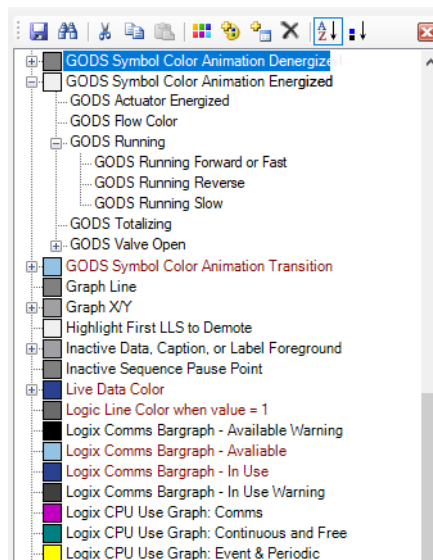 GODS Symbol Color Animation Denergized
GODS Symbol Color Animation Energized
GODS Actuator Energized
GODS Flow Color
GODS Running
GODS Running Forward or Fast
GODS Running Reverse
GODS Running Slow
GODS Totalizing
GODS Valve Open
GODS Symbol Color Animation Transition
Graph Line
Graph X/Y
Highlight First LLS to Demote
Inactive Data, Caption, or Label Foreground
Inactive Sequence Pause Point
Live Data Color
Logic Line Color when value = 1
Logix Comms Bargraph - Available Warning
Logix Comms Bargraph - Avaliable
Logix Comms Bargraph - In Use
Logix Comms Bargraph - In Use Warning
Logix CPU Use Graph: Comms
Logix CPU Use Graph: Continuous and Free
Logix CPU Use Graph: Event & Periodic